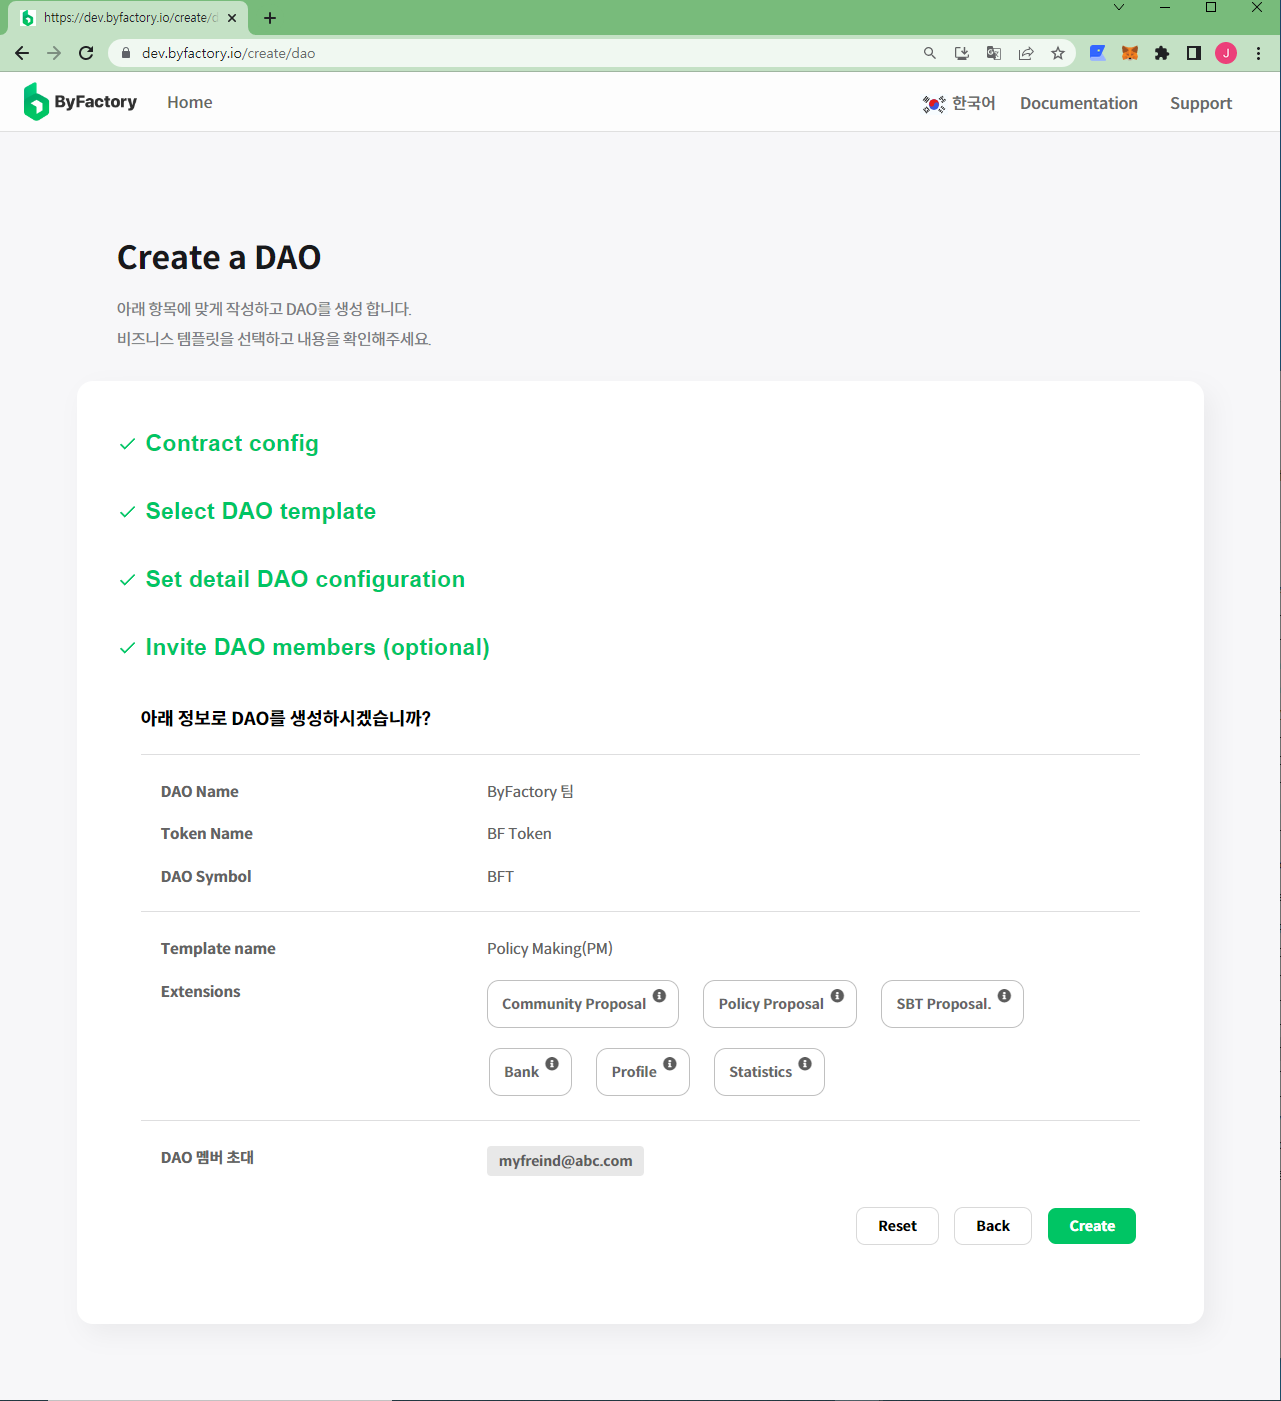 https://dev.byfactory.io/create/d
dev.byfactory.io/create/dao
J
ByFactory
Home
한국어
Documentation
Support
Create a DAO
아래 항목에 맞게 작성하고 DAO를 생성 합니다.
비즈니스 템플릿을 선택하고 내용을 확인해주세요.
Contract config
Select DAO template
Set detail DAO configuration
Invite DAO members (optional)
아래 정보로 DAO를 생성하시겠습니까?
DAO Name ByFactory 팀
Token Name BF Token
DAO Symbol BFT
Template name Policy Making(PM)
Extensions Community Proposal Policy Proposal SBT Proposal.
Bank Profile Statistics
DAO 멤버 초대 myfreind@abc.com
Reset Back Create